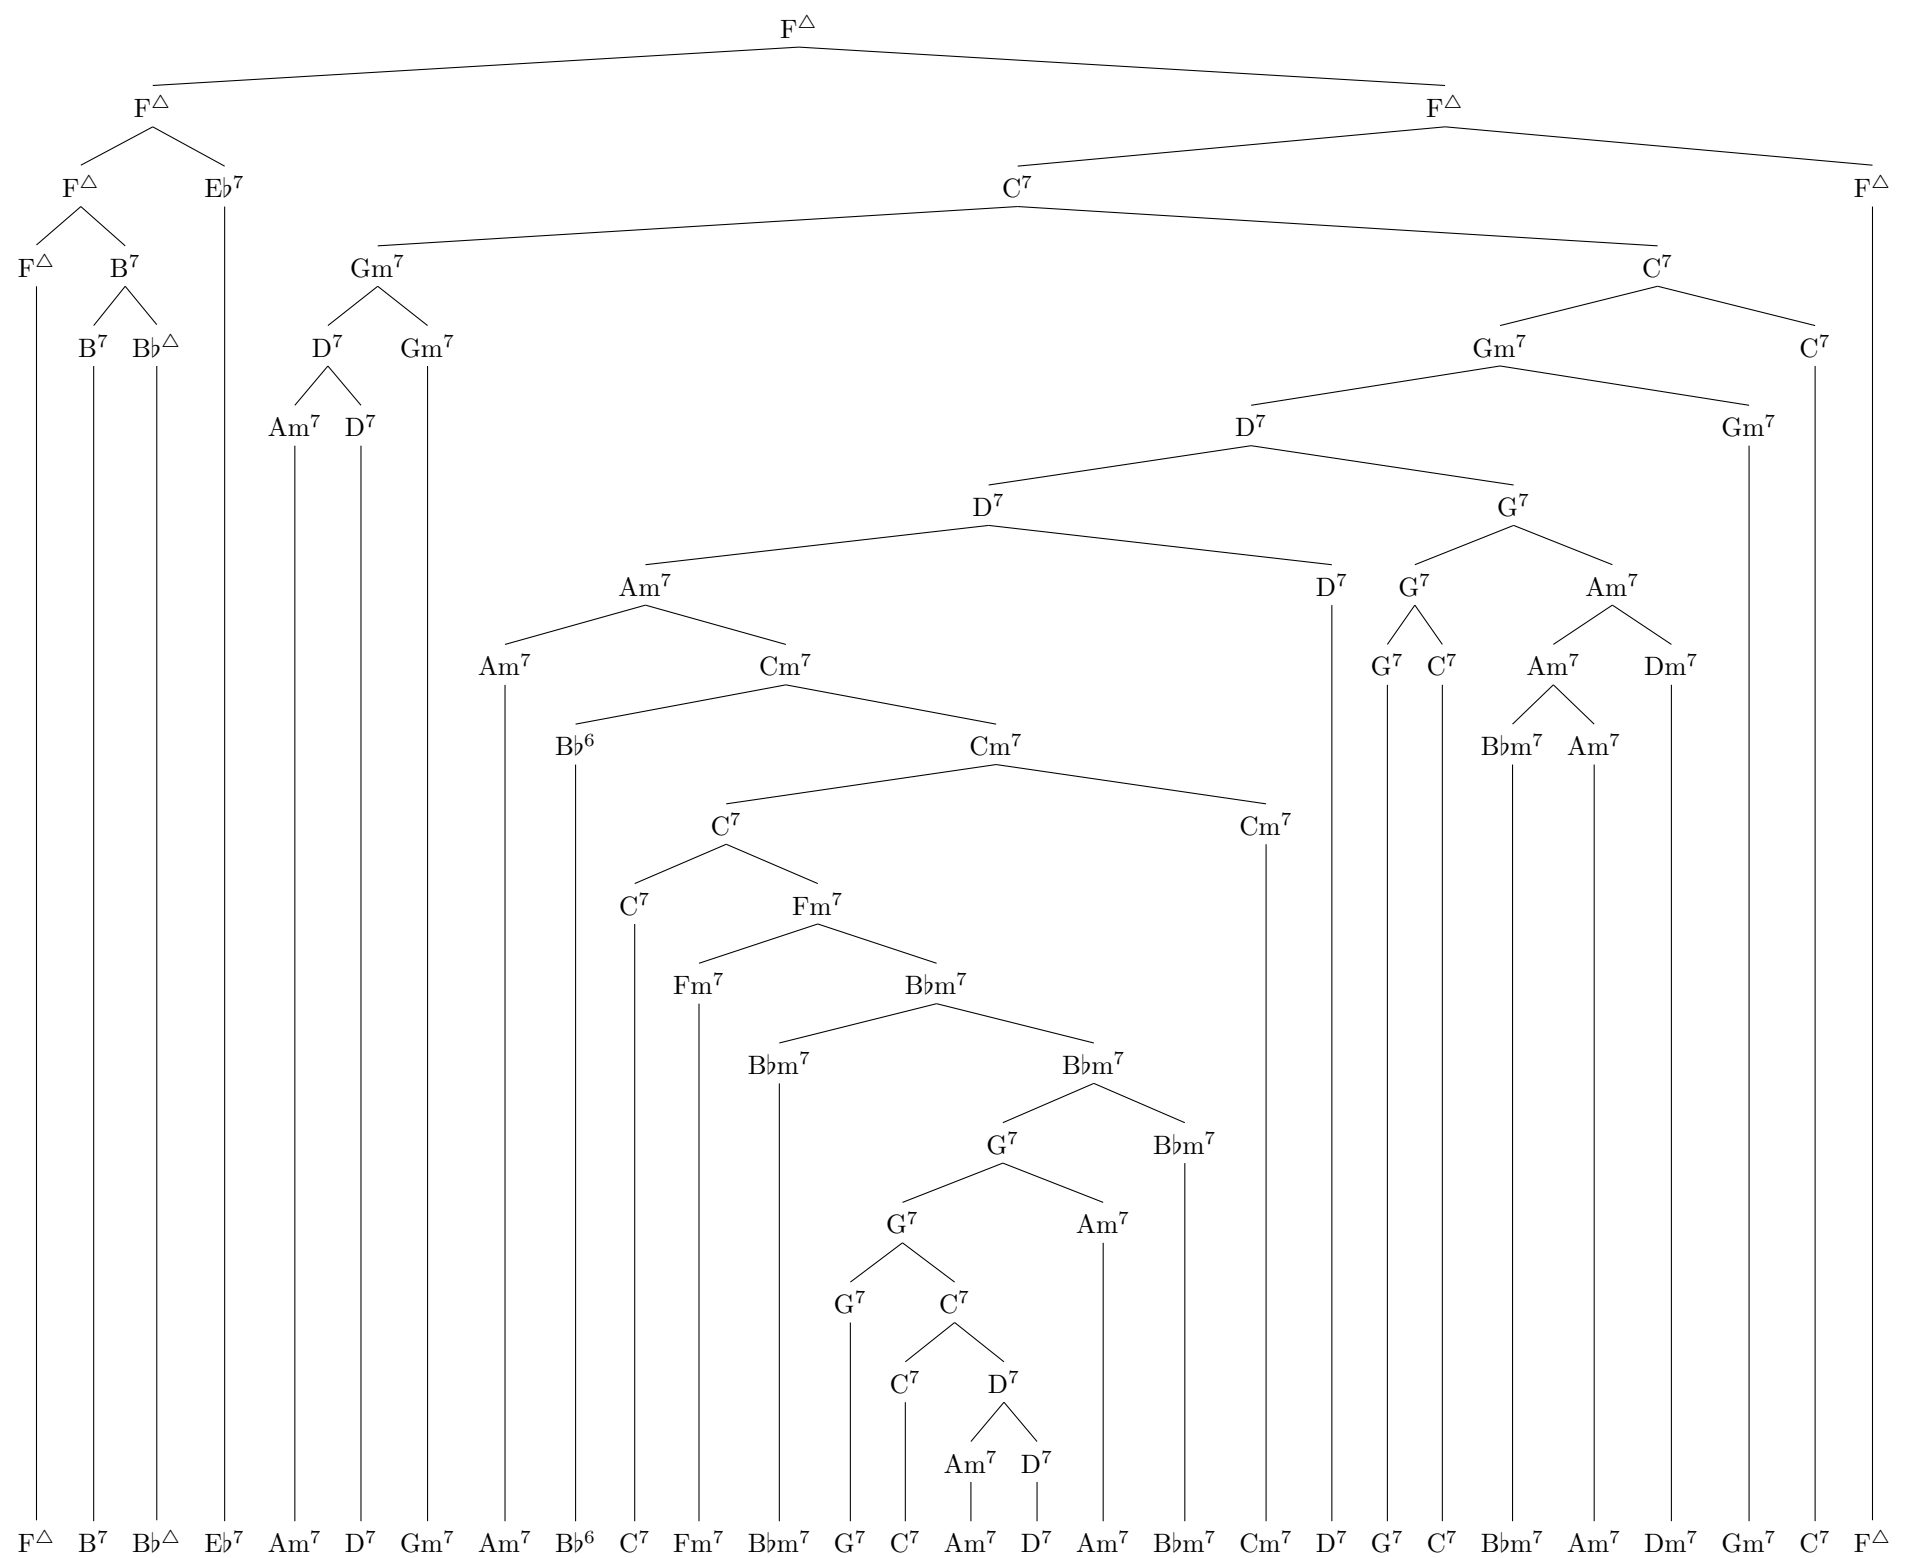 F△
F△ F△
F△ E♭7 C7 F△
F△ B7 Gm7 C7
B7 B♭△ D7 Gm7 Gm7 C7
Am7 D7 D7 Gm7
D7 G7
Am7 D7 G7 Am7
Am7 Cm7 G7 C7 Am7 Dm7
B♭6 Cm7 B♭m7 Am7
C7 Cm7
C7 Fm7
Fm7 B♭m7
B♭m7 B♭m7
G7 B♭m7
G7 Am7
G7 C7
C7 D7
Am7 D7
F△ B7 B♭△ E♭7 Am7 D7 Gm7 Am7 B♭6 C7 Fm7 B♭m7 G7 C7 Am7 D7 Am7 B♭m7 Cm7 D7 G7 C7 B♭m7 Am7 Dm7 Gm7 C7 F△